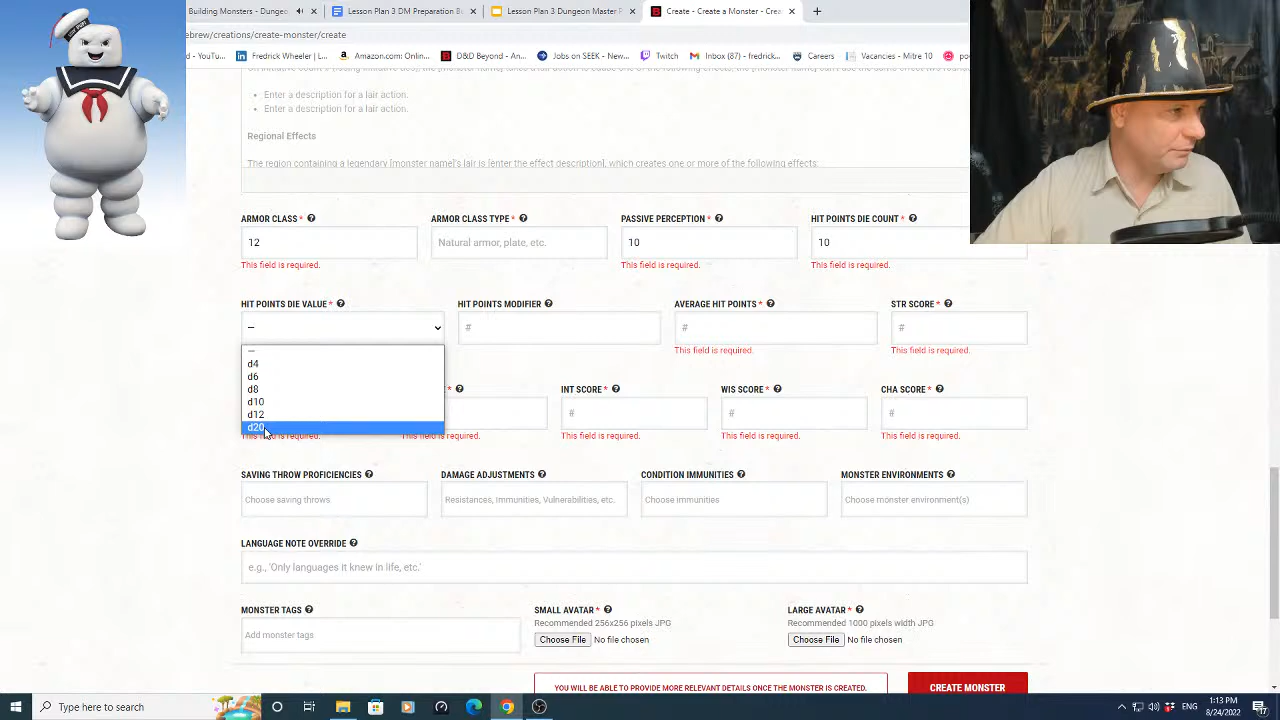 Building Monsters - Dungeo
Lesson Plan 3 DM Preparation Ba
Lesson Plan 3 Dungeon Master P
Create - Create a Monster - Crea
ebrew/creations/create-monster/create
d... - YouTu...
Fredrick Wheeler | L...
Amazon.com: Onlin...
D&D Beyond - An o...
Jobs on SEEK - New...
Twitch
Inbox (87) - fredrick...
Careers
Vacancies - Mitre 10
po
• Enter a description for a lair action.
• Enter a description for a lair action.
Regional Effects
The region containing a legendary [monster name]'s lair is [enter the effect description], which creates one or more of the following effects:
ARMOR CLASS * ARMOR CLASS TYPE * PASSIVE PERCEPTION * HIT POINTS DIE COUNT *
12 Natural armor, plate, etc. 10 10
This field is required. This field is required. This field is required.
HIT POINTS DIE VALUE * HIT POINTS MODIFIER AVERAGE HIT POINTS * STR SCORE *
-- # # #
This field is required. This field is required.
--
d4
d6
d8
d10
d12
d20
* INT SCORE * WIS SCORE * CHA SCORE *
# # #
This field is required. This field is required. This field is required. This field is required. This field is required.
SAVING THROW PROFICIENCIES DAMAGE ADJUSTMENTS CONDITION IMMUNITIES MONSTER ENVIRONMENTS
Choose saving throws Resistances, Immunities, Vulnerabilities, etc. Choose immunities Choose monster environment(s)
LANGUAGE NOTE OVERRIDE
e.g., 'Only languages it knew in life, etc.'
MONSTER TAGS SMALL AVATAR * LARGE AVATAR *
Recommended 256x256 pixels JPG Recommended 1000 pixels width JPG
Add monster tags Choose File No file chosen Choose File No file chosen
YOU WILL BE ABLE TO PROVIDE MORE RELEVANT DETAILS ONCE THE MONSTER IS CREATED. CREATE MONSTER
Type here to search
ENG
1:13 PM
8/24/2022
17